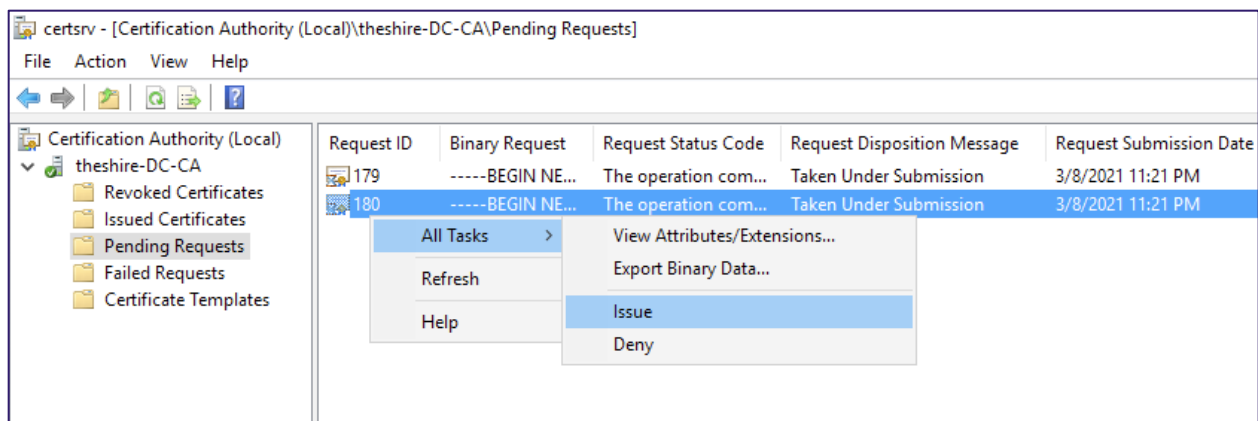 certsrv - [Certification Authority (Local)\theshire-DC-CA\Pending Requests]
File Action View Help
Certification Authority (Local)
theshire-DC-CA
Revoked Certificates
Issued Certificates
Pending Requests
Failed Requests
Certificate Templates
Request ID Binary Request Request Status Code Request Disposition Message Request Submission Date
179 -----BEGIN NE... The operation com... Taken Under Submission 3/8/2021 11:21 PM
180 -----BEGIN NE... The operation com... Taken Under Submission 3/8/2021 11:21 PM
All Tasks >
Refresh
Help
View Attributes/Extensions...
Export Binary Data...
Issue
Deny